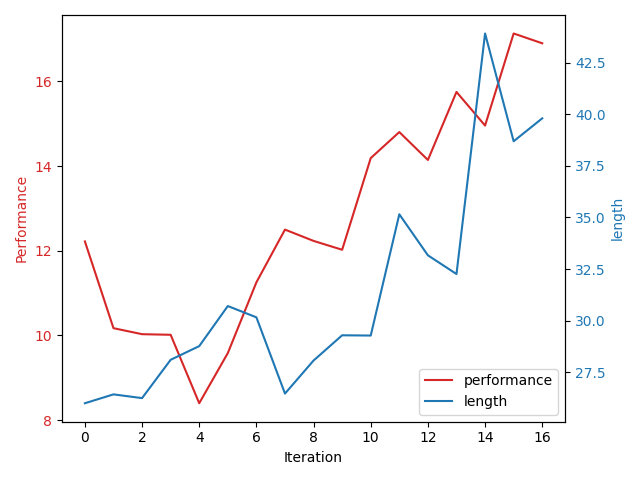 16
14
12
10
8
Performance
42.5
40.0
37.5
35.0
32.5
30.0
27.5
length
performance
length
0 2 4 6 8 10 12 14 16
Iteration